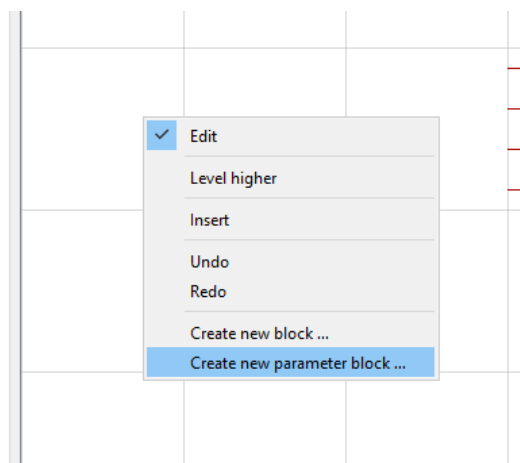 Edit
Level higher
Insert
Undo
Redo
Create new block ...
Create new parameter block ...